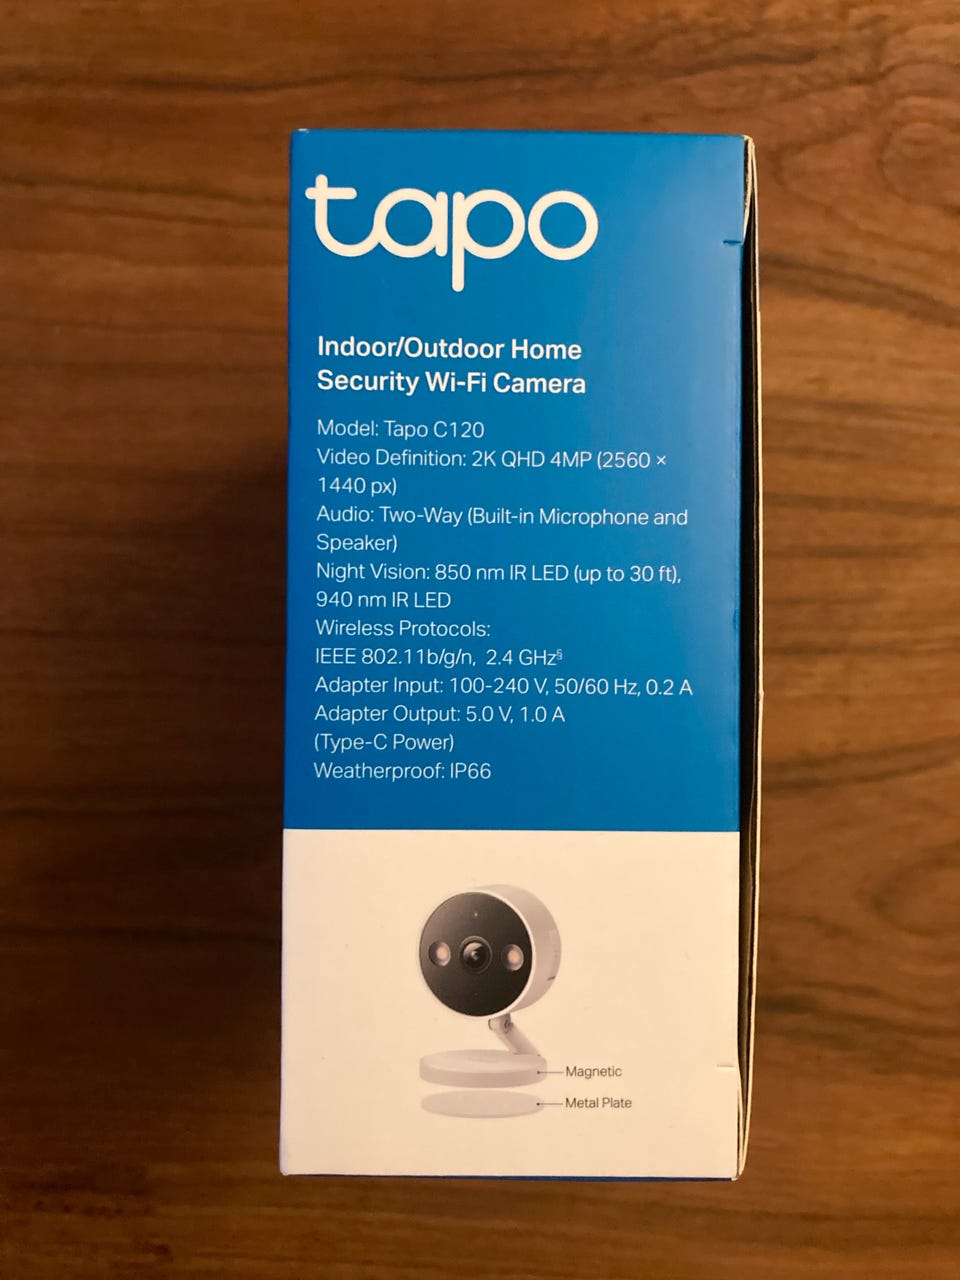 tapo
Indoor/Outdoor Home
Security Wi-Fi Camera
Model: Tapo C120
Video Definition: 2K QHD 4MP (2560 ×
1440 px)
Audio: Two-Way (Built-in Microphone and
Speaker)
Night Vision: 850 nm IR LED (up to 30 ft),
940 nm IR LED
Wireless Protocols:
IEEE 802.11b/g/n, 2.4 GHz§
Adapter Input: 100-240 V, 50/60 Hz, 0.2 A
Adapter Output: 5.0 V, 1.0 A
(Type-C Power)
Weatherproof: IP66
Magnetic
Metal Plate